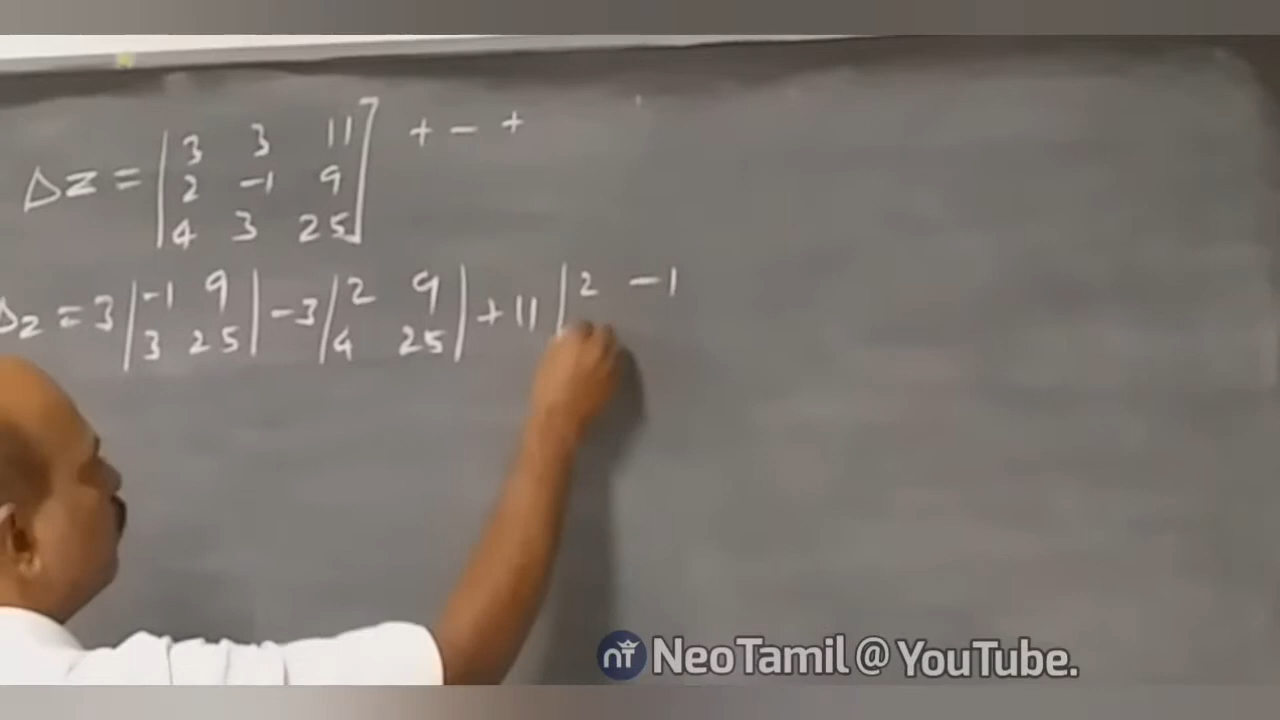 Δz = | 3 3 11 | + - +
| 2 -1 9 |
| 4 3 25 |
Δz = 3 | -1 9 | -3 | 2 9 | + 11 | 2 -1
| 3 25 | | 4 25 |
NeoTamil @ YouTube.